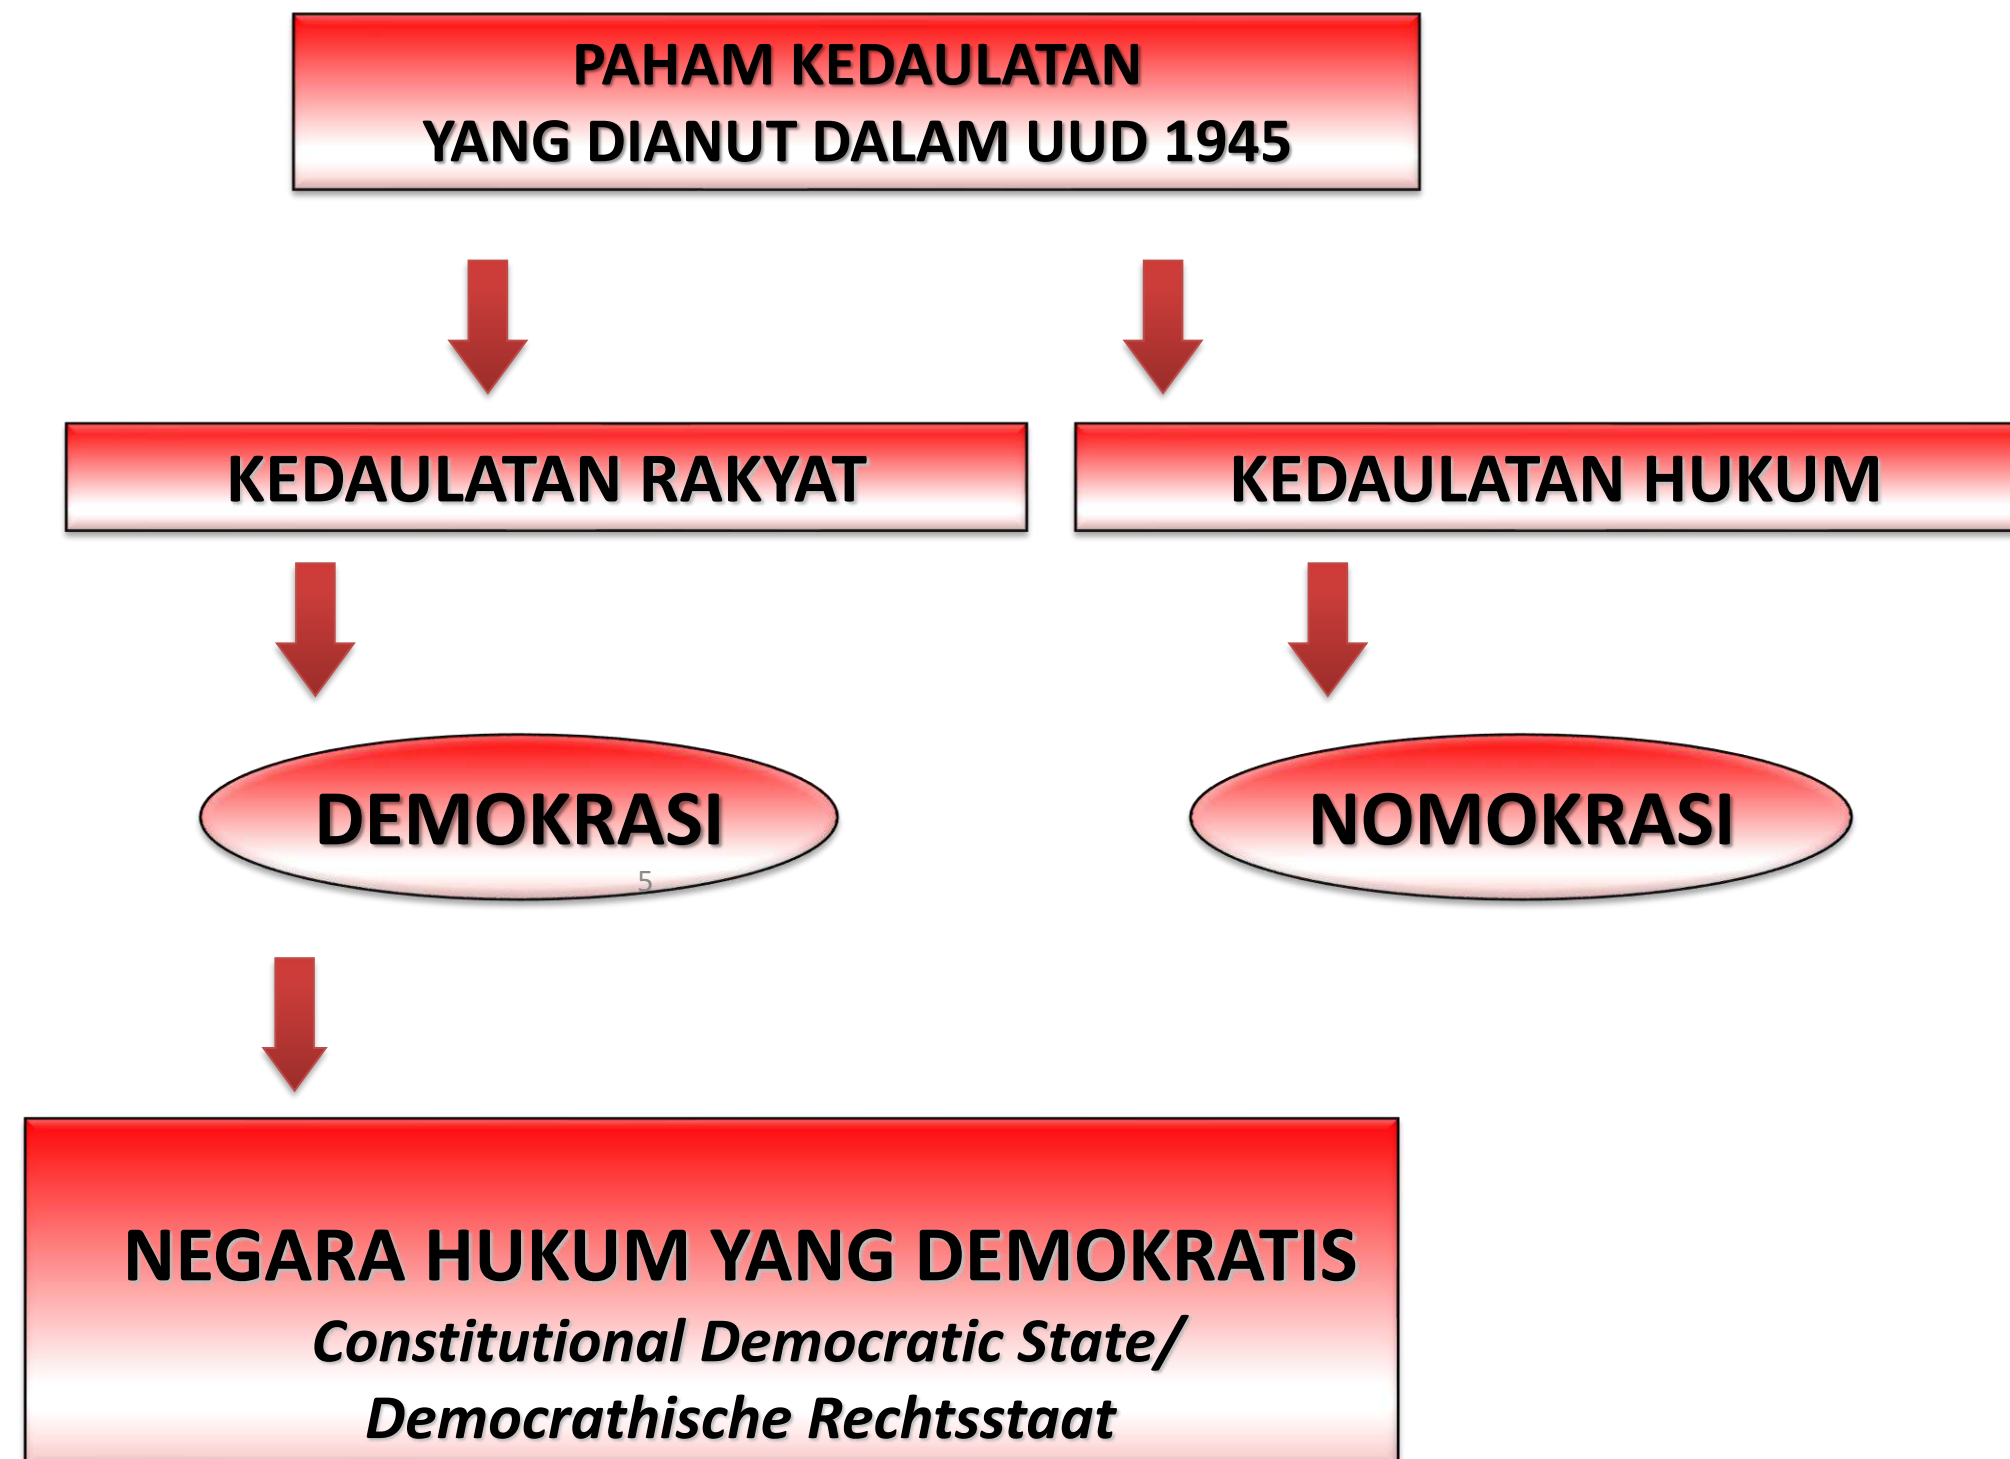 PAHAM KEDAULATAN
YANG DIANUT DALAM UUD 1945
KEDAULATAN RAKYAT
KEDAULATAN HUKUM
DEMOKRASI
NOMOKRASI
5
NEGARA HUKUM YANG DEMOKRATIS
Constitutional Democratic State/
Democrathische Rechtsstaat